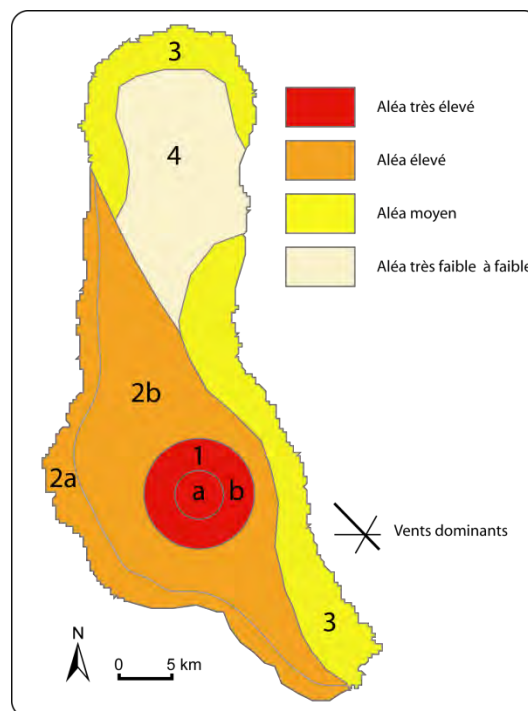 3
Aléa très élevé
4
Aléa élevé
Aléa moyen
Aléa très faible à faible
2b
1
2a
a
b
Vents dominants
3
N
0
5 km